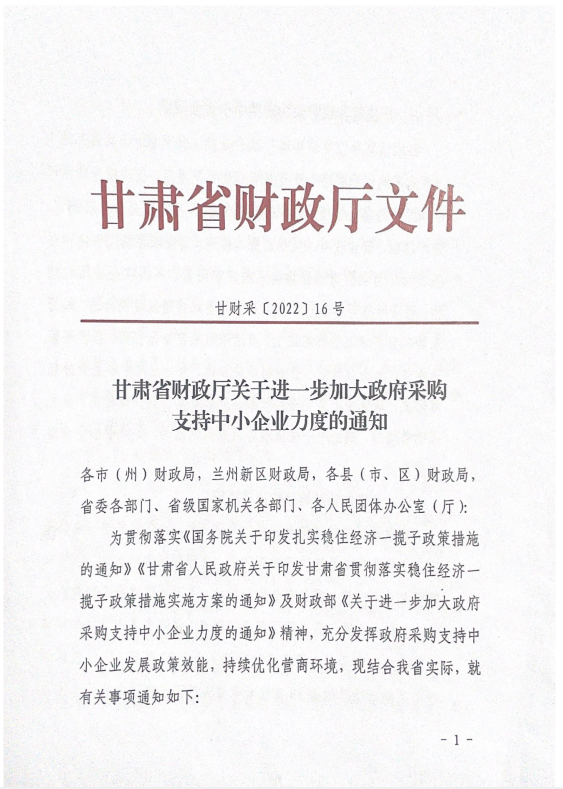 甘肃省财政厅文件
甘财采〔2022〕16号
甘肃省财政厅关于进一步加大政府采购
支持中小企业力度的通知
各市（州）财政局，兰州新区财政局，各县（市、区）财政局，
省委各部门、省级国家机关各部门、各人民团体办公室（厅）：
为贯彻落实《国务院关于印发扎实稳住经济一揽子政策措施
的通知》《甘肃省人民政府关于印发甘肃省贯彻落实稳住经济一
揽子政策措施实施方案的通知》及财政部《关于进一步加大政府
采购支持中小企业力度的通知》精神，充分发挥政府采购支持中
小企业发展政策效能，持续优化营商环境，现结合我省实际，就
有关事项通知如下：
- 1 -